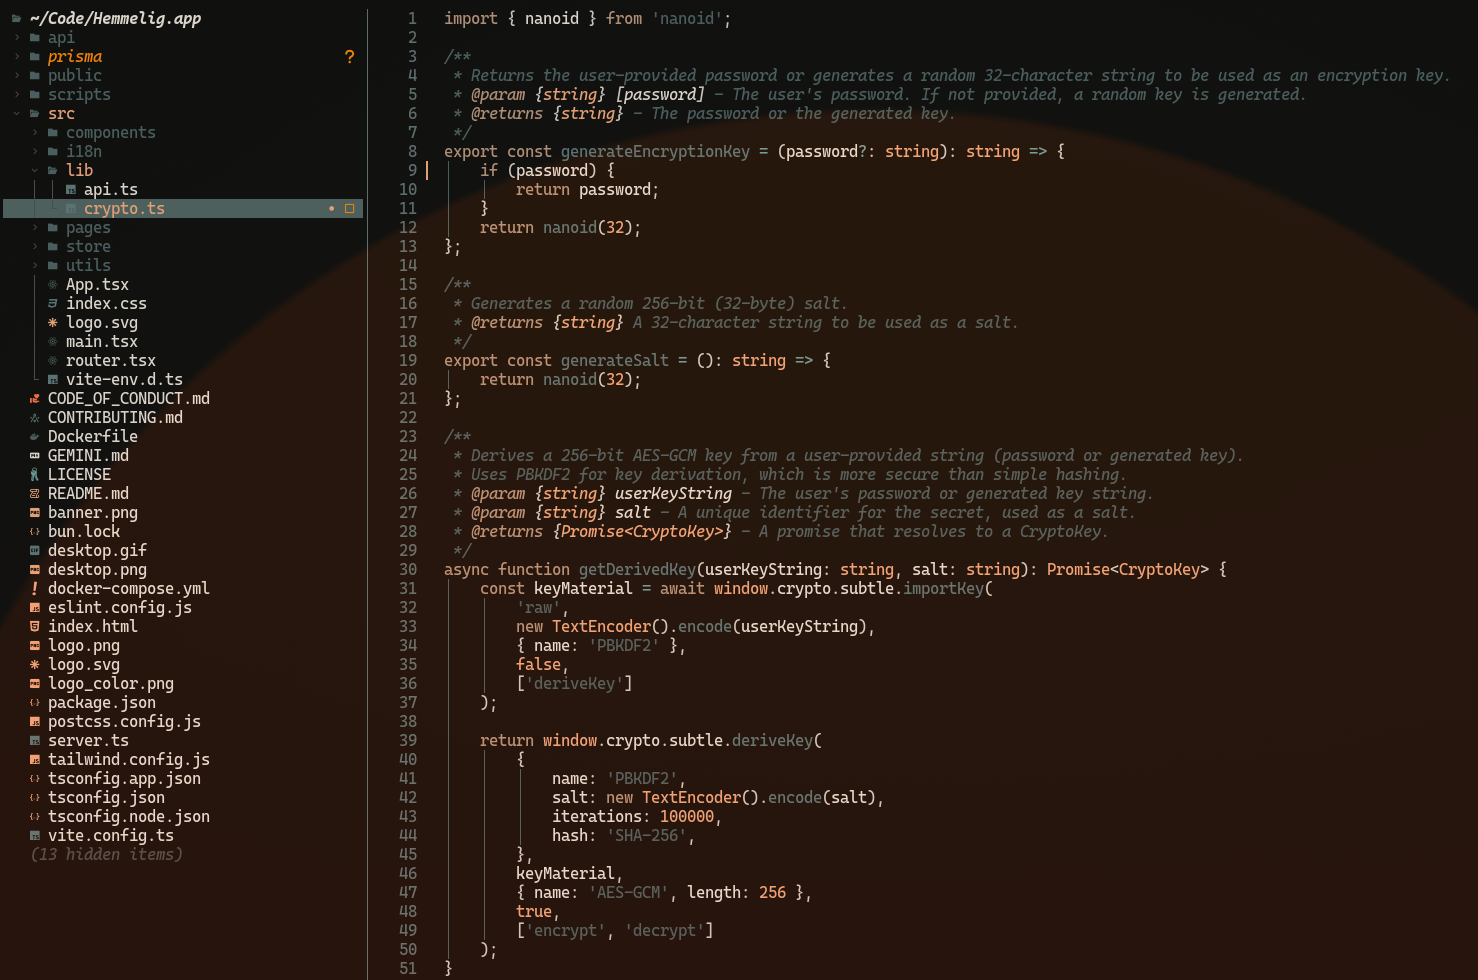 ~/Code/Hemmelig.app
api
prisma ?
public
scripts
src
components
i18n
lib
api.ts
crypto.ts
pages
store
utils
App.tsx
index.css
logo.svg
main.tsx
router.tsx
vite-env.d.ts
CODE_OF_CONDUCT.md
CONTRIBUTING.md
Dockerfile
GEMINI.md
LICENSE
README.md
banner.png
bun.lock
desktop.gif
desktop.png
docker-compose.yml
eslint.config.js
index.html
logo.png
logo.svg
logo_color.png
package.json
postcss.config.js
server.ts
tailwind.config.js
tsconfig.app.json
tsconfig.json
tsconfig.node.json
vite.config.ts
(13 hidden items)
1 import { nanoid } from 'nanoid';
2
3 /**
4  * Returns the user-provided password or generates a random 32-character string to be used as an encryption key.
5  * @param {string} [password] - The user's password. If not provided, a random key is generated.
6  * @returns {string} - The password or the generated key.
7  */
8 export const generateEncryptionKey = (password?: string): string => {
9     if (password) {
10         return password;
11     }
12     return nanoid(32);
13 };
14
15 /**
16  * Generates a random 256-bit (32-byte) salt.
17  * @returns {string} A 32-character string to be used as a salt.
18  */
19 export const generateSalt = (): string => {
20     return nanoid(32);
21 };
22
23 /**
24  * Derives a 256-bit AES-GCM key from a user-provided string (password or generated key).
25  * Uses PBKDF2 for key derivation, which is more secure than simple hashing.
26  * @param {string} userKeyString - The user's password or generated key string.
27  * @param {string} salt - A unique identifier for the secret, used as a salt.
28  * @returns {Promise<CryptoKey>} - A promise that resolves to a CryptoKey.
29  */
30 async function getDerivedKey(userKeyString: string, salt: string): Promise<CryptoKey> {
31     const keyMaterial = await window.crypto.subtle.importKey(
32         'raw',
33         new TextEncoder().encode(userKeyString),
34         { name: 'PBKDF2' },
35         false,
36         ['deriveKey']
37     );
38
39     return window.crypto.subtle.deriveKey(
40         {
41             name: 'PBKDF2',
42             salt: new TextEncoder().encode(salt),
43             iterations: 100000,
44             hash: 'SHA-256',
45         },
46         keyMaterial,
47         { name: 'AES-GCM', length: 256 },
48         true,
49         ['encrypt', 'decrypt']
50     );
51 }